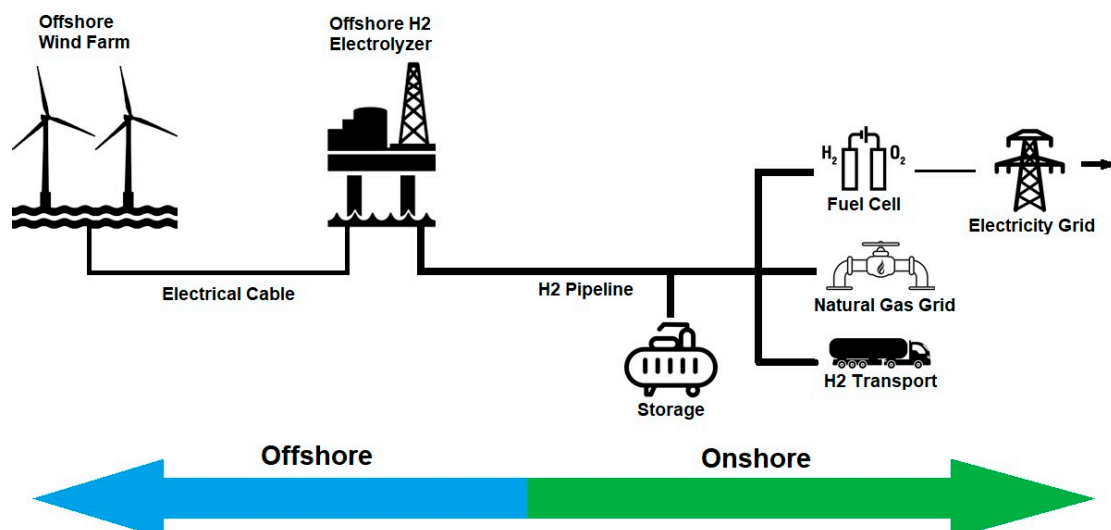 Offshore
Wind Farm
Offshore H2
Electrolyzer
H₂
O₂
Fuel Cell
Electricity Grid
Electrical Cable
H2 Pipeline
Natural Gas Grid
H2 Transport
Storage
Offshore
Onshore